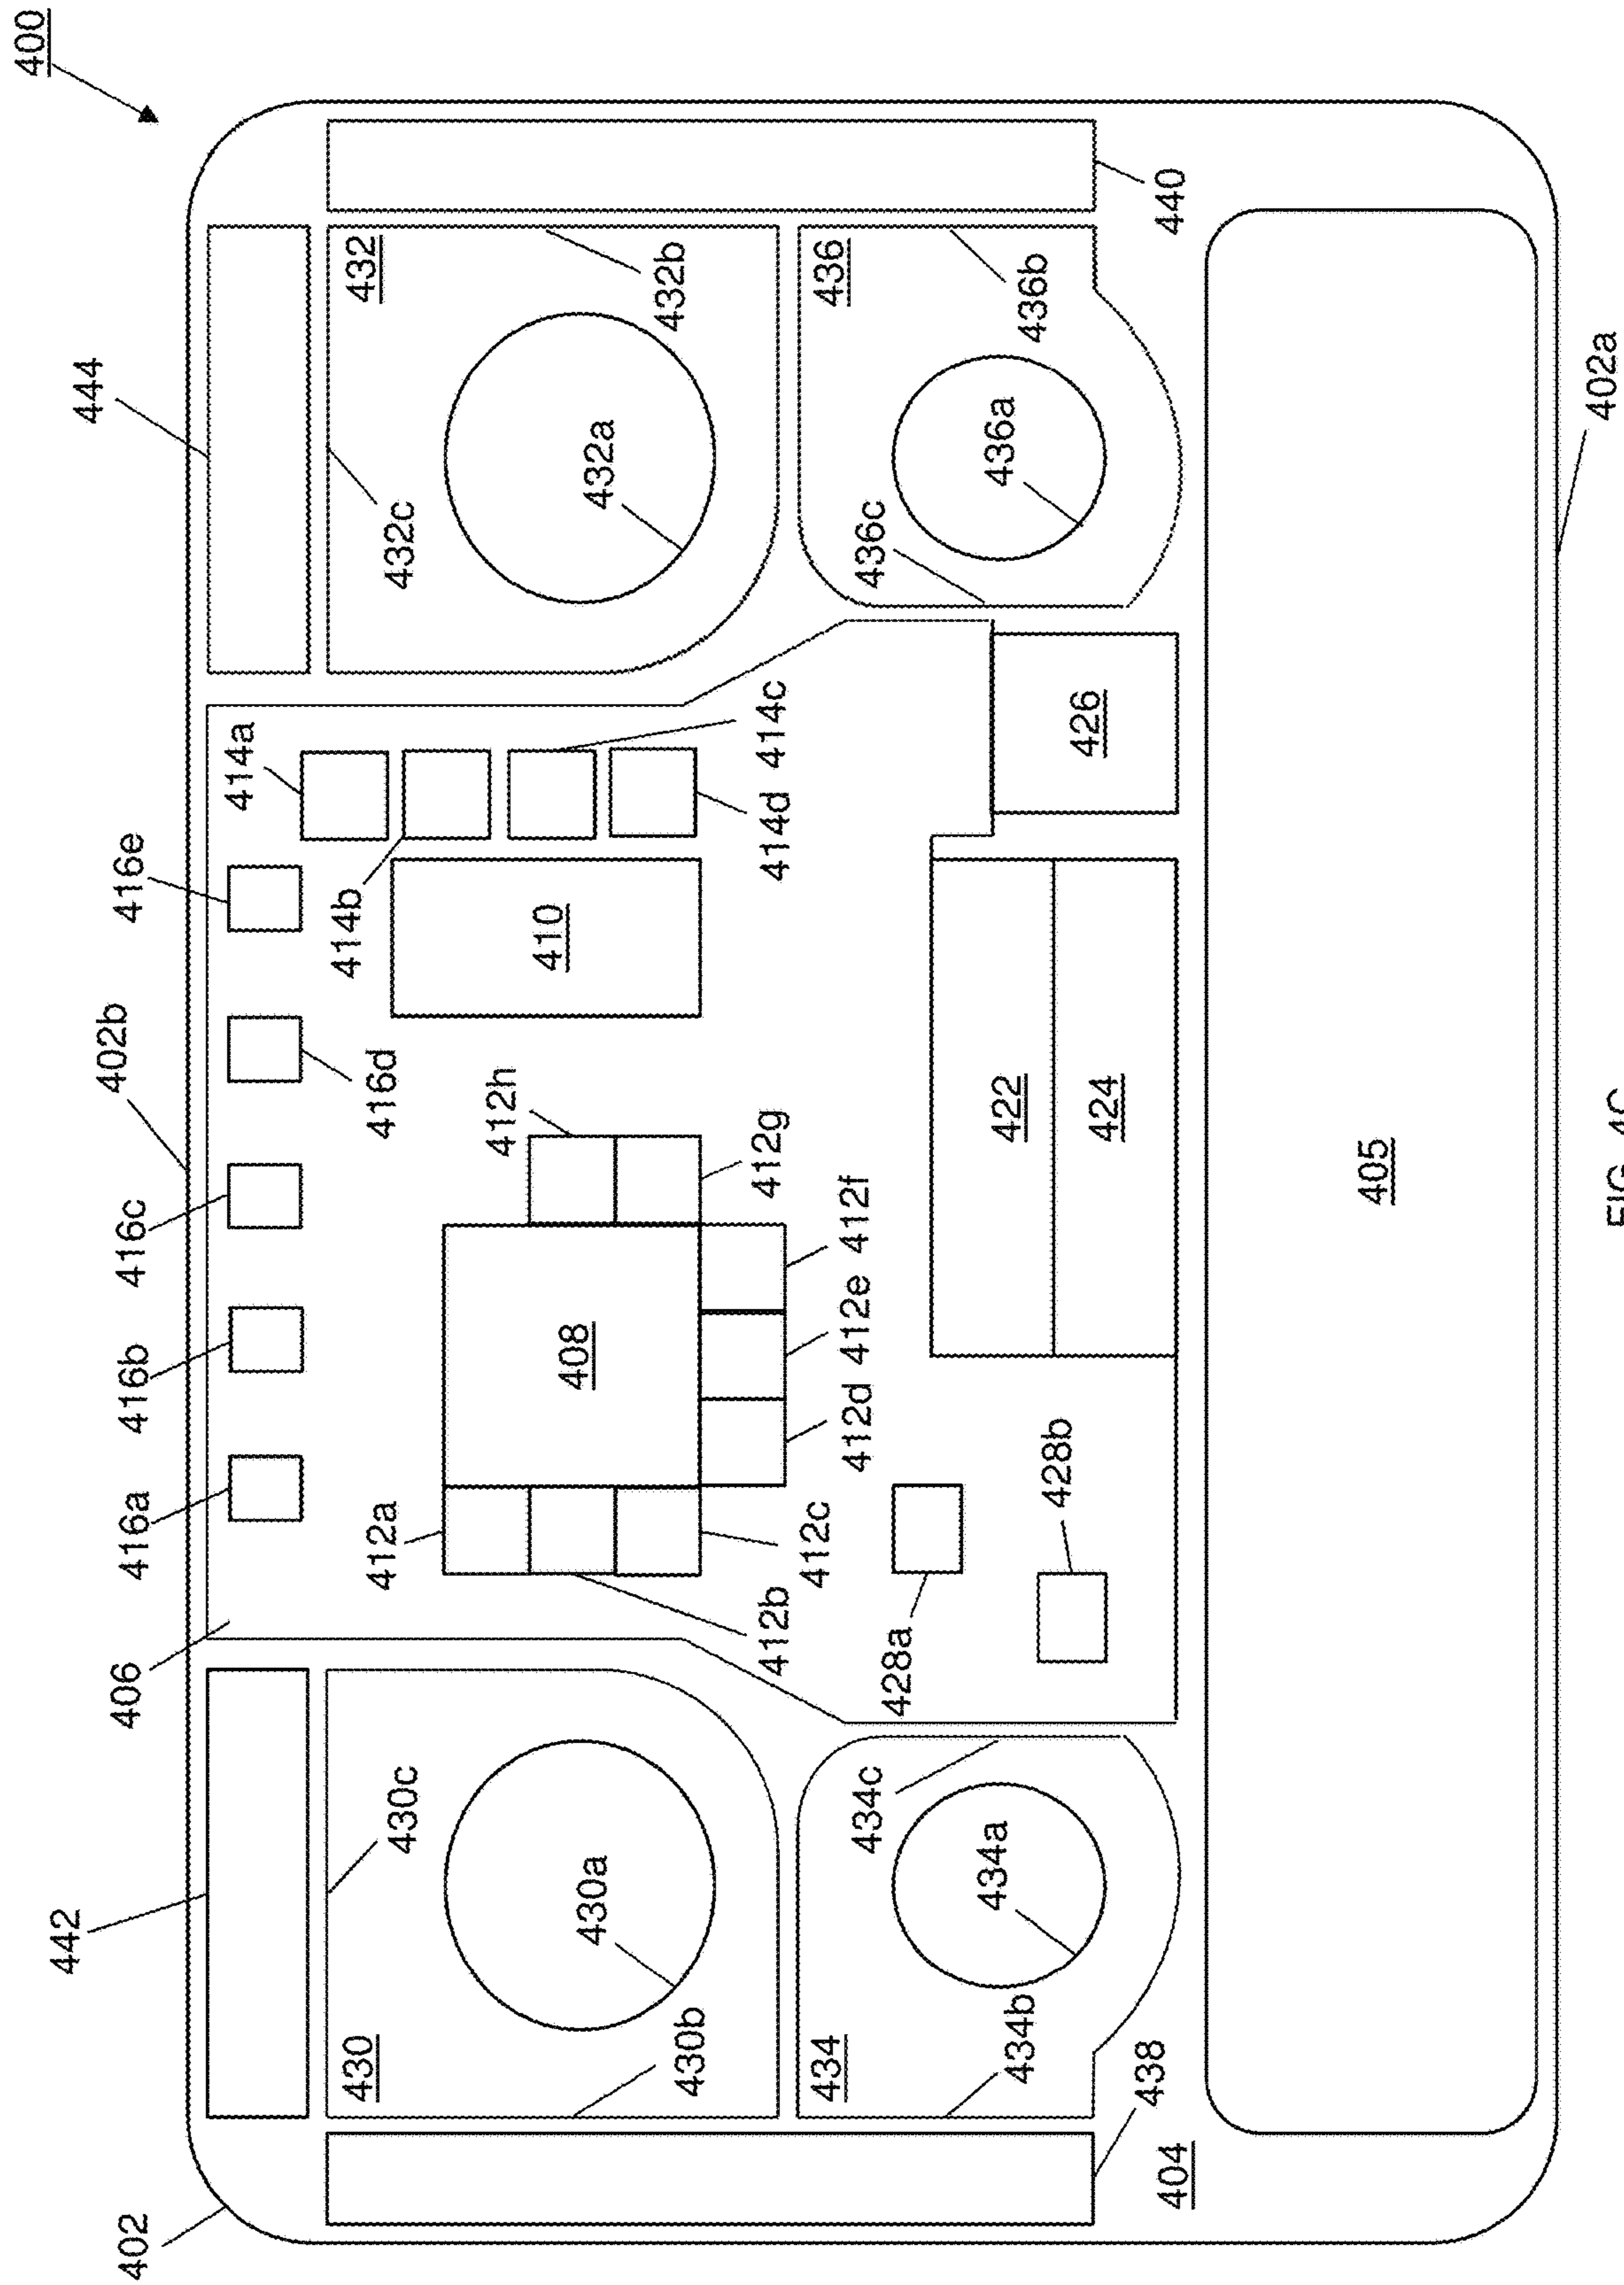 400
442 444
402 406 416a 416b 416c 402b 416e
414a
430 412a 416d 414b 432
430c 432c
412h
408 410
430a 432a
430b 432b
412b 412g 414d 414c
434 412c 436
434c 412d 412e 412f 436c
428a
434a 422 436a
434b 436b
428b 426
424
438 440
404
405
402a
FIG. 4C